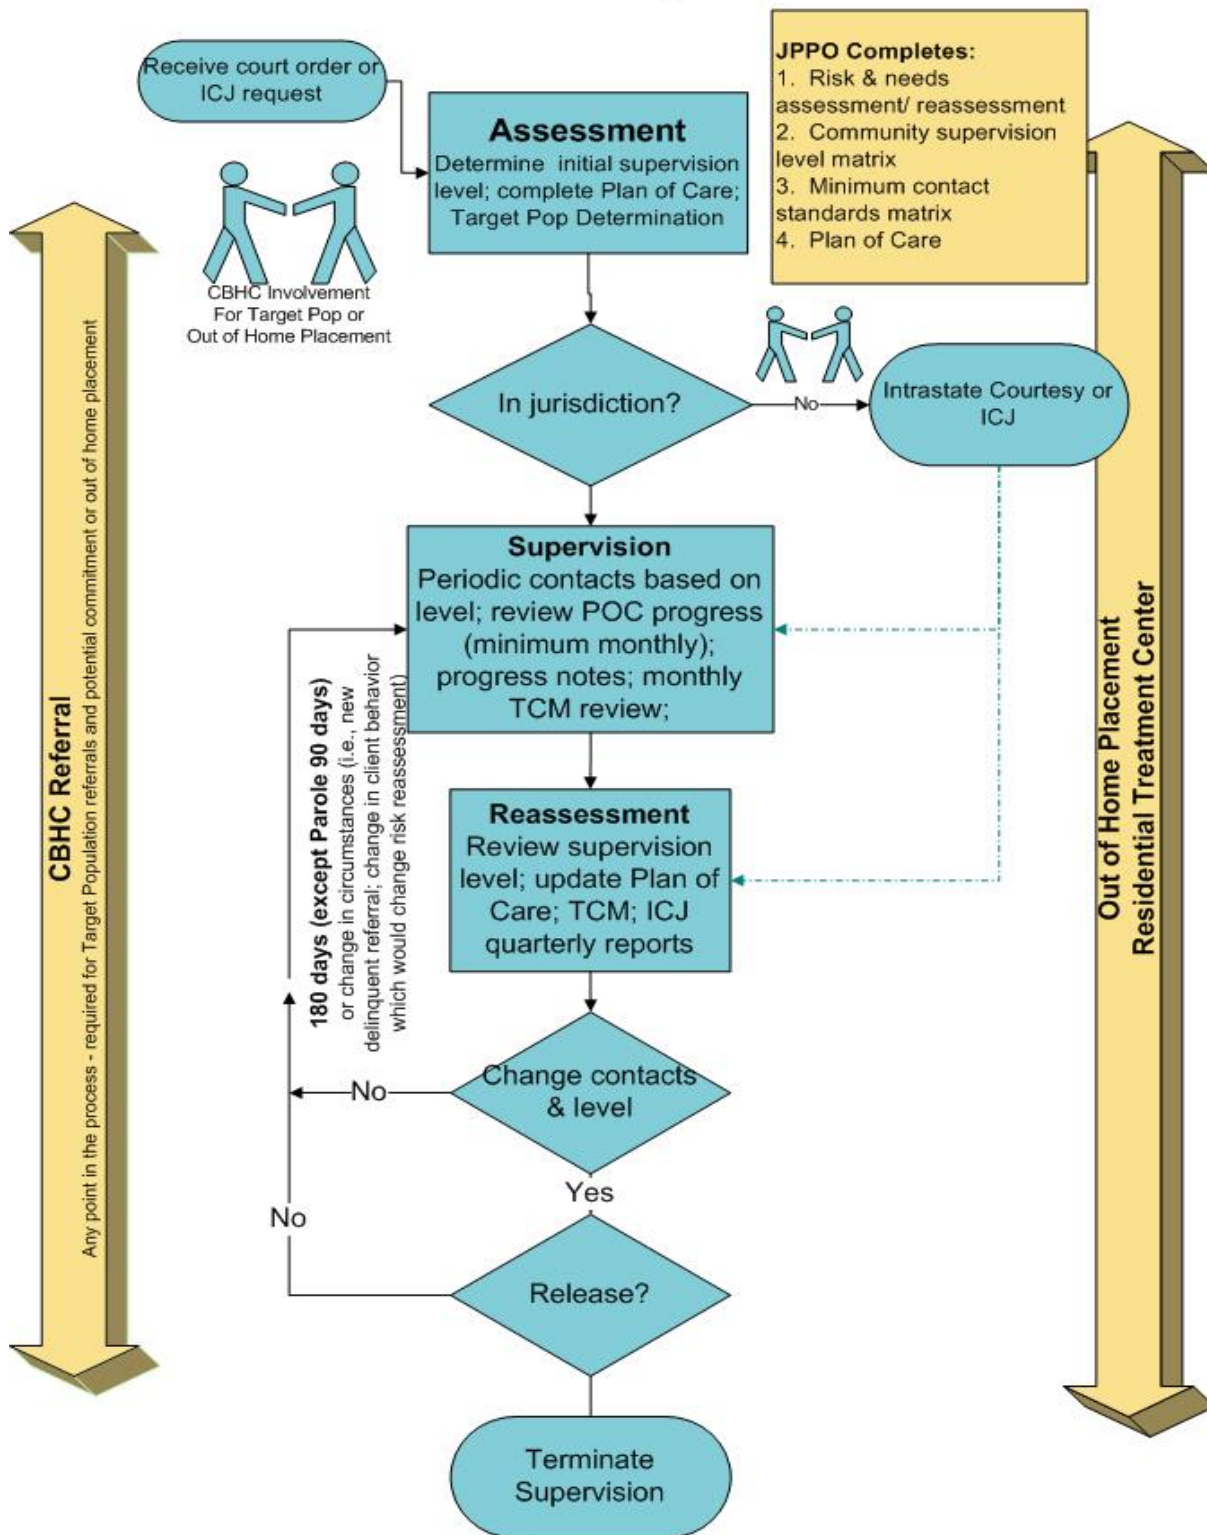 Receive court order or
ICJ request
Assessment
Determine initial supervision
level; complete Plan of Care;
Target Pop Determination
JPPO Completes:
1. Risk & needs
assessment/ reassessment
2. Community supervision
level matrix
3. Minimum contact
standards matrix
4. Plan of Care
CBHC Involvement
For Target Pop or
Out of Home Placement
In jurisdiction?
No
Intrastate Courtesy or
ICJ
Supervision
Periodic contacts based on
level; review POC progress
(minimum monthly);
progress notes; monthly
TCM review;
CBHC Referral
Any point in the process - required for Target Population referrals and potential commitment or out of home placement
180 days (except Parole 90 days)
or change in circumstances (i.e., new
delinquent referral; change in client behavior
which would change risk reassessment)
Out of Home Placement
Residential Treatment Center
Reassessment
Review supervision
level; update Plan of
Care; TCM; ICJ
quarterly reports
Change contacts
& level
No
Yes
No
Release?
Terminate
Supervision